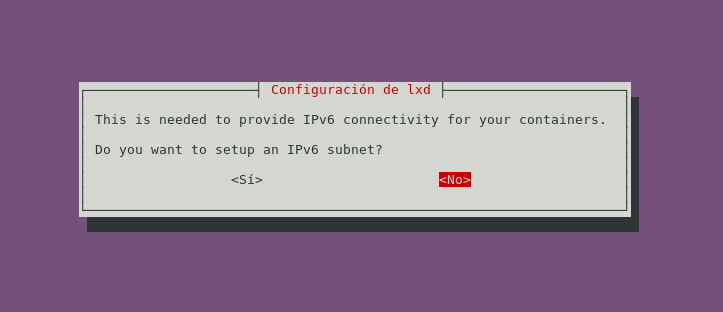 Configuración de lxd
This is needed to provide IPv6 connectivity for your containers.
Do you want to setup an IPv6 subnet?
<Sí> <No>